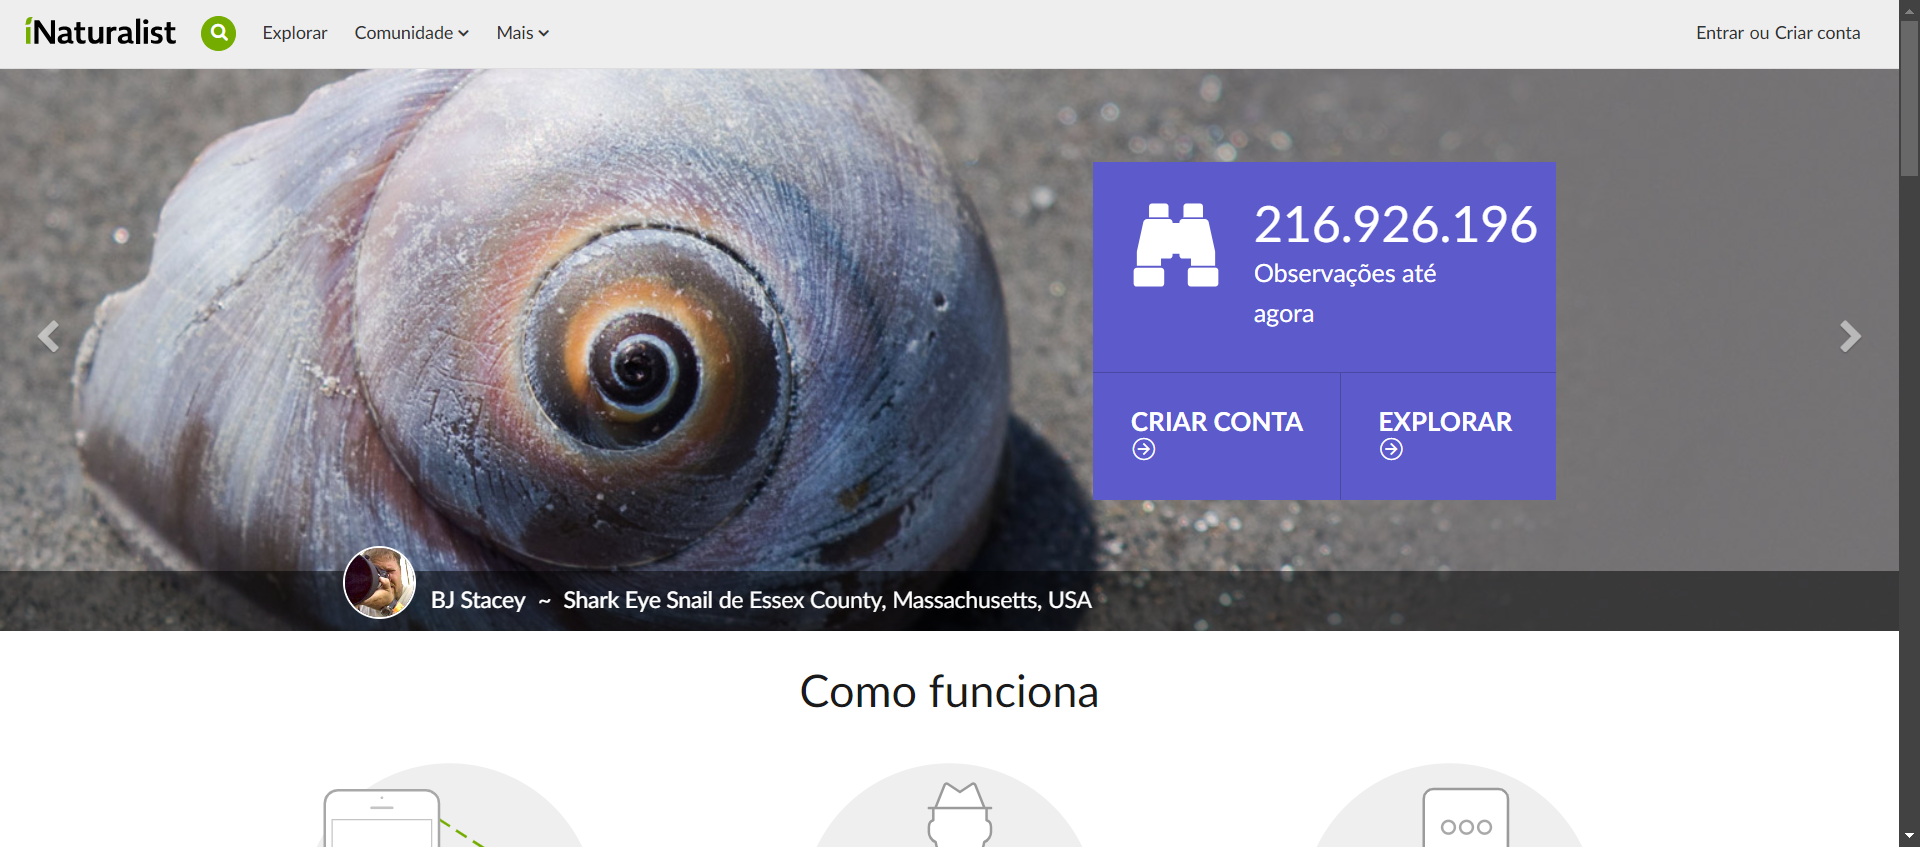 iNaturalist
Explorar
Comunidade
Mais
Entrar ou Criar conta
216.926.196
Observações até
agora
CRIAR CONTA
EXPLORAR
BJ Stacey ~ Shark Eye Snail de Essex County, Massachusetts, USA
Como funciona